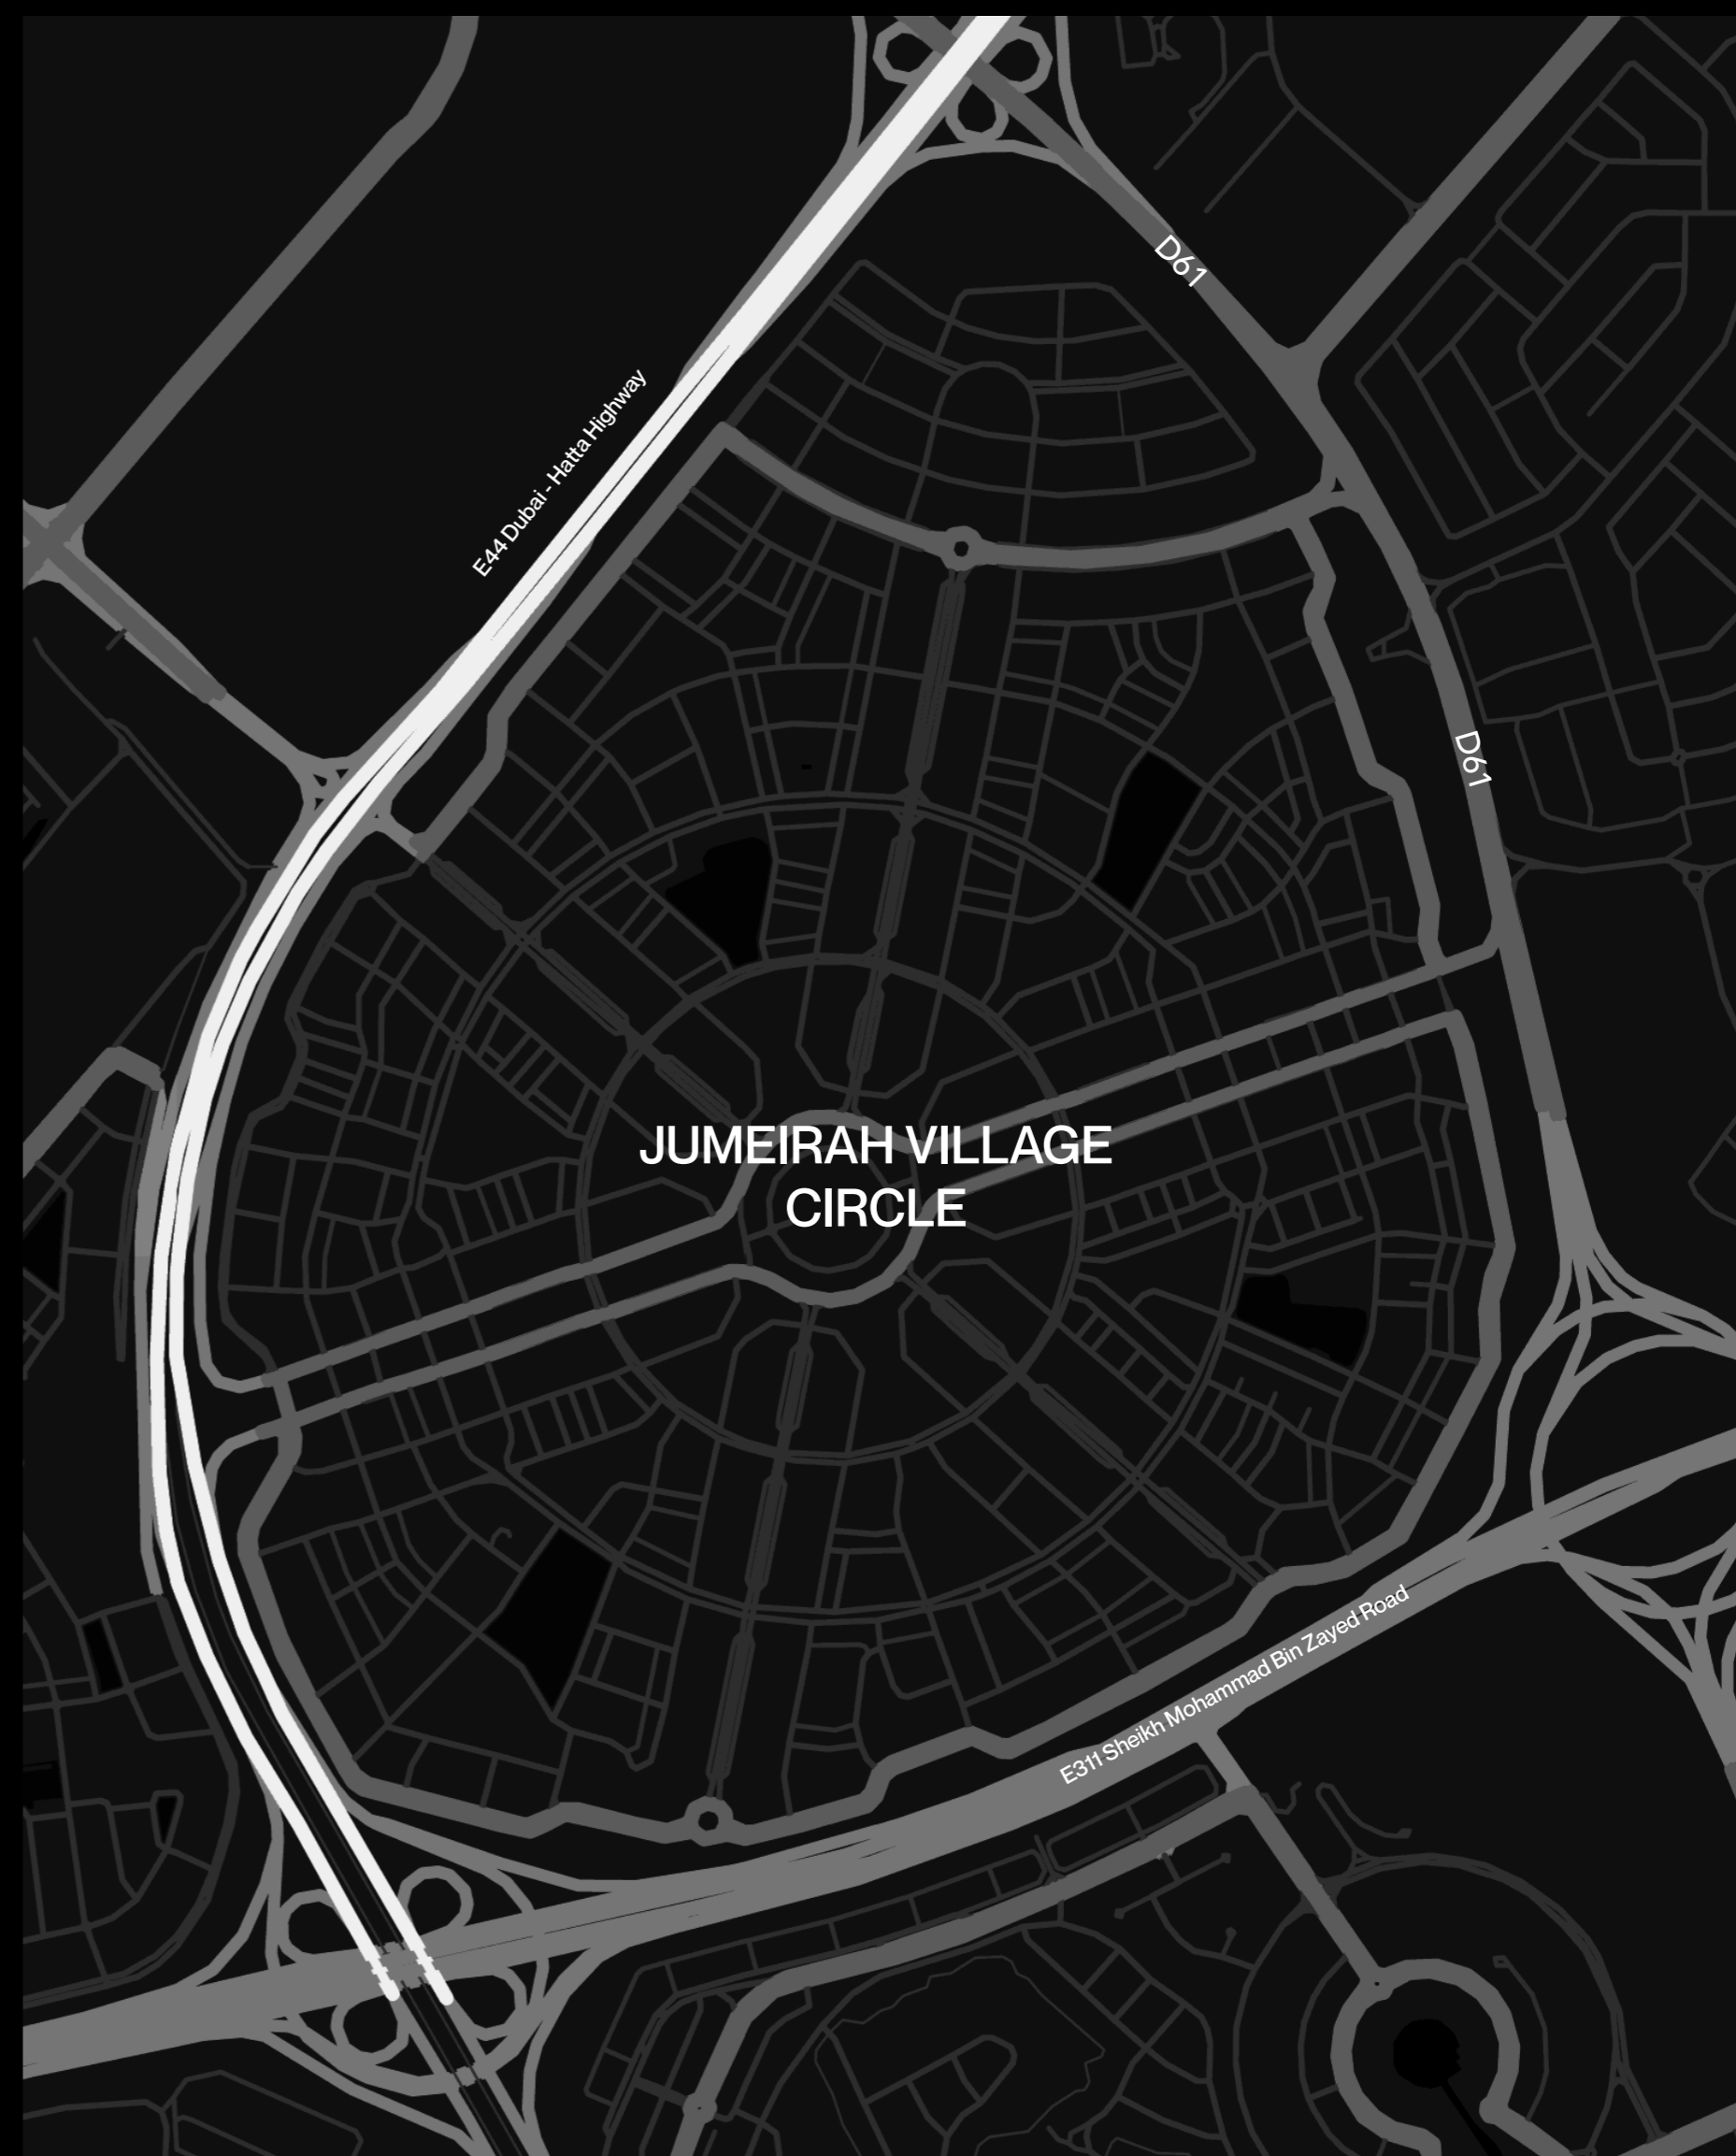 D61
E44 Dubai - Hatta Highway
D61
JUMEIRAH VILLAGE
CIRCLE
E311 Sheikh Mohammad Bin Zayed Road